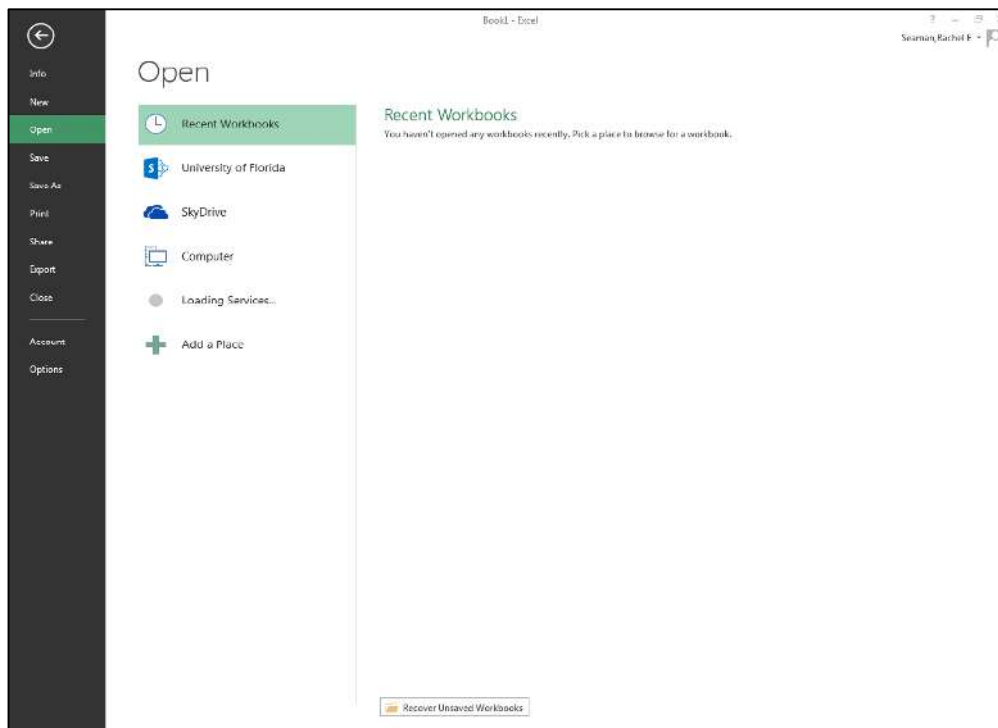 Book1 - Excel
?
Seaman,Rachel E
Info
New
Open
Save
Save As
Print
Share
Export
Close
Account
Options
Open
Recent Workbooks
University of Florida
SkyDrive
Computer
Loading Services...
Add a Place
Recent Workbooks
You haven't opened any workbooks recently. Pick a place to browse for a workbook.
Recover Unsaved Workbooks